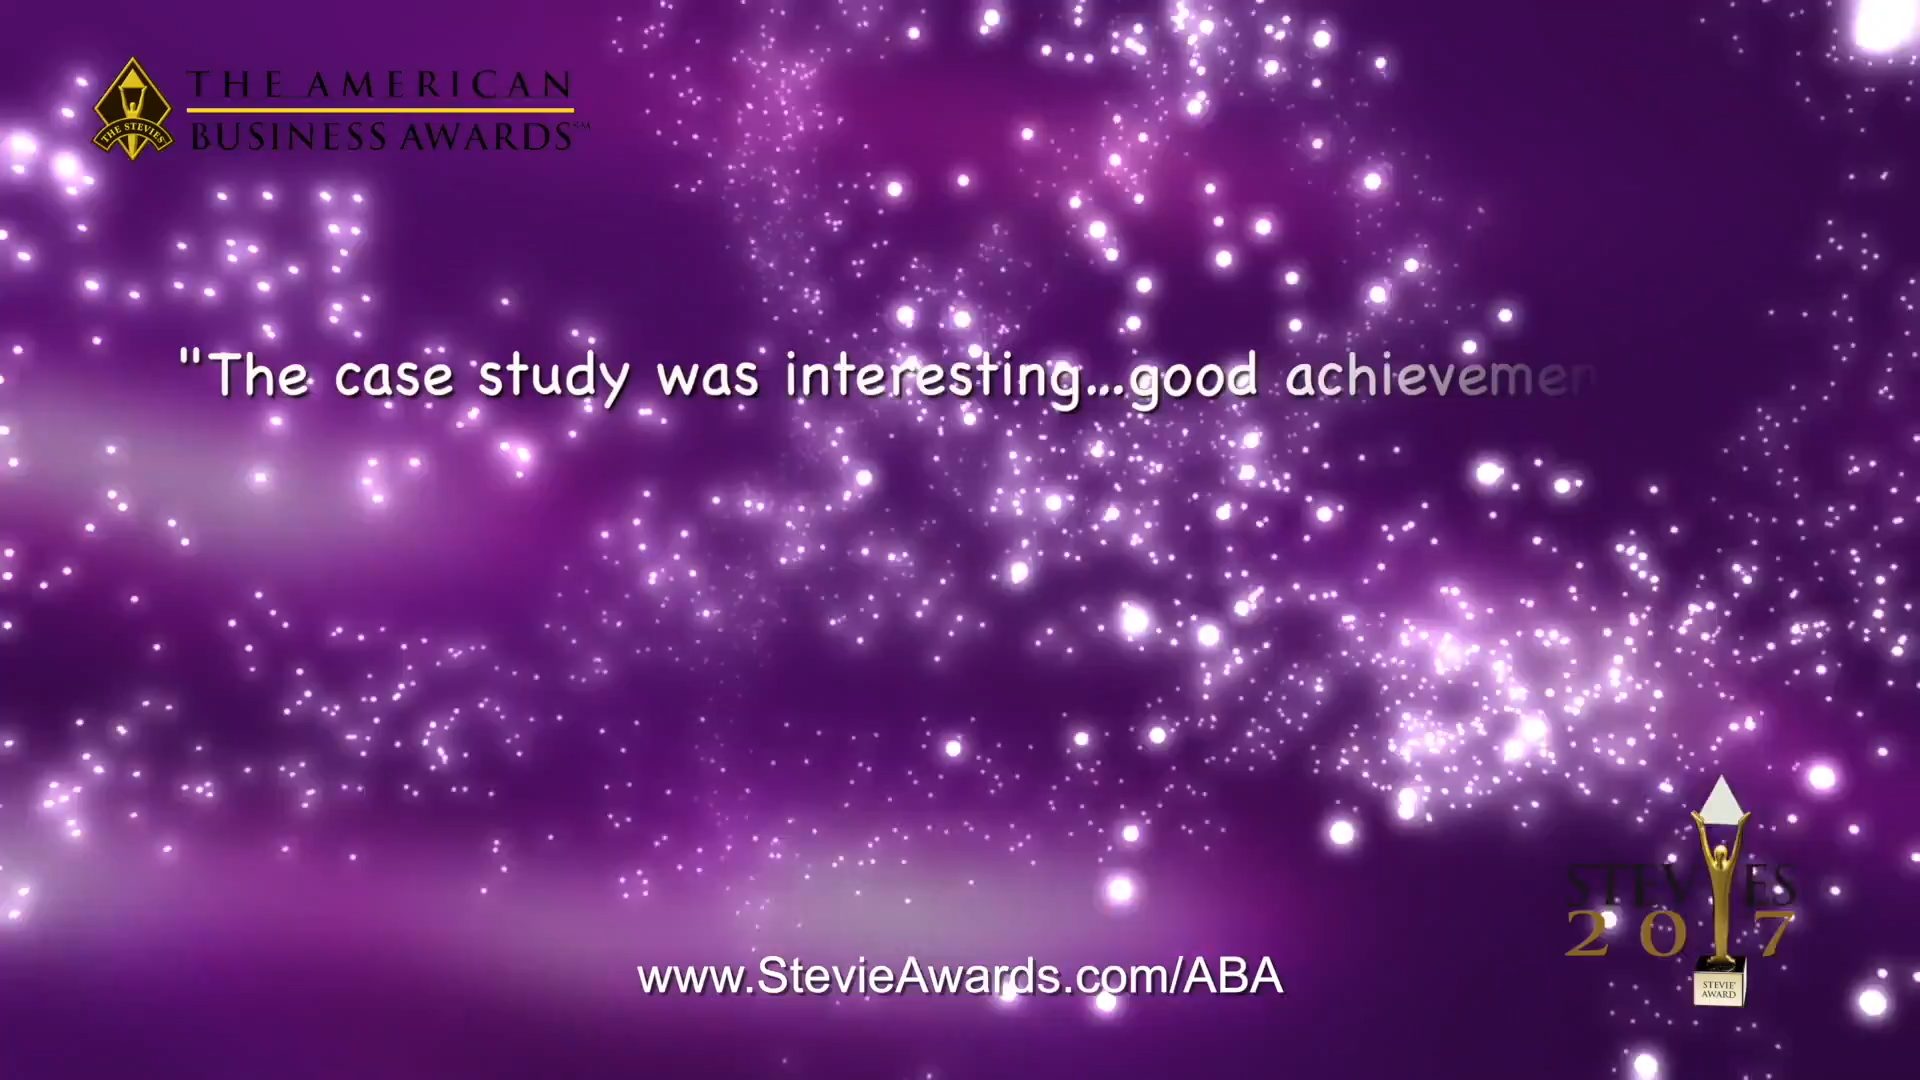 THE AMERICAN
BUSINESS AWARDS℠
THE STEVIES
"The case study was interesting...good achievemen
www.StevieAwards.com/ABA
STEVIES
2017
STEVIE®
AWARD